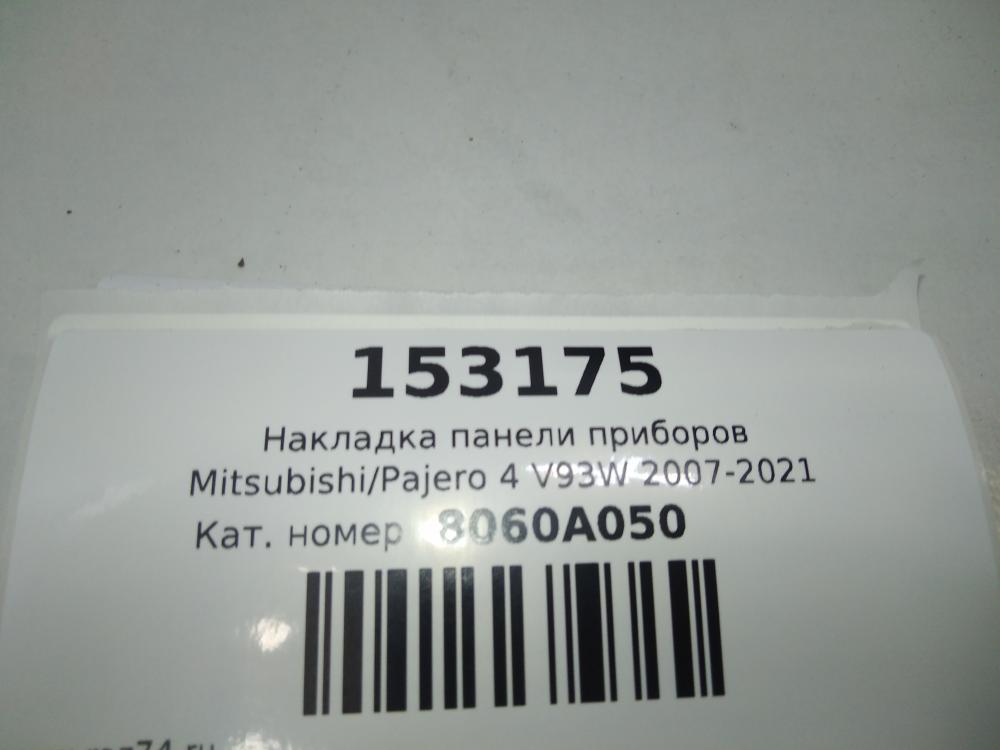 153175
Накладка панели приборов
Mitsubishi/Pajero 4 V93W 2007-2021
Кат. номер 8060A050